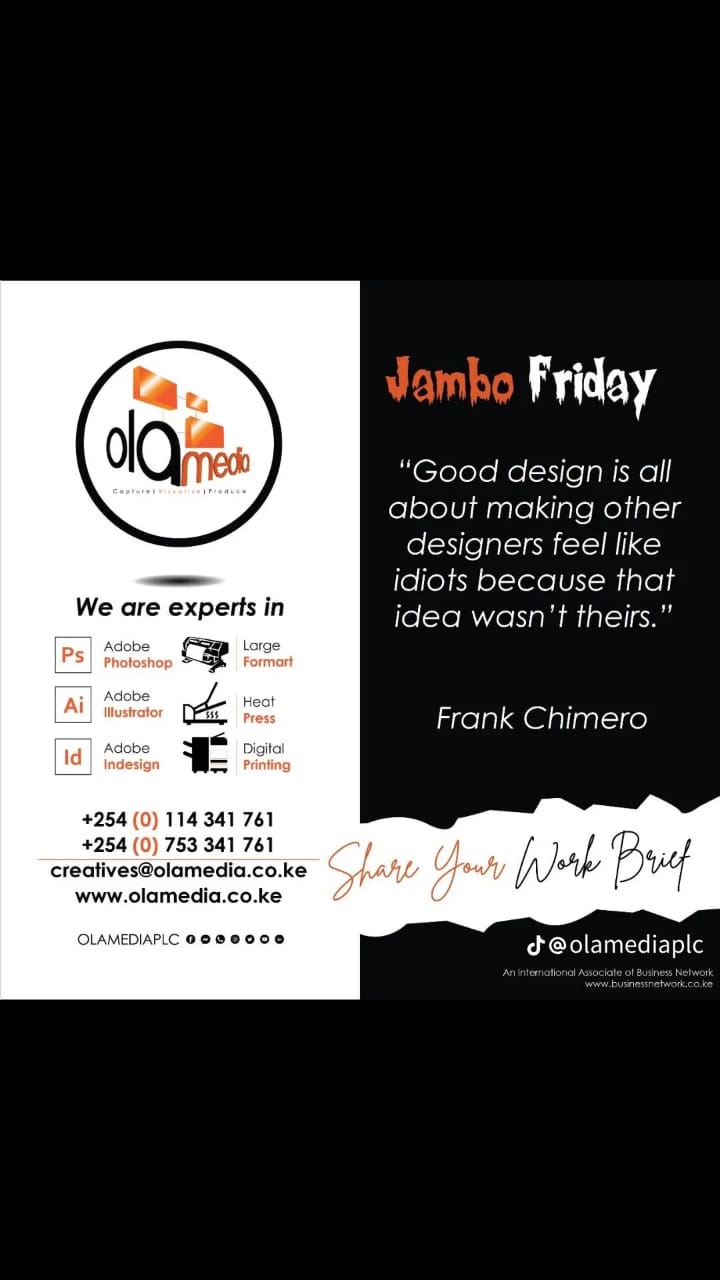 ola media
Capture | Visualise | Produce
We are experts in
Ps Adobe Photoshop
Large Formart
Ai Adobe Illustrator
Heat Press
Id Adobe Indesign
Digital Printing
+254 (0) 114 341 761
+254 (0) 753 341 761
creatives@olamedia.co.ke
www.olamedia.co.ke
OLAMEDIAPLC
Jambo Friday
“Good design is all
about making other
designers feel like
idiots because that
idea wasn’t theirs.”
Frank Chimero
Share Your Work Brief
@olamediaplc
An International Associate of Business Network
www.businessnetwork.co.ke